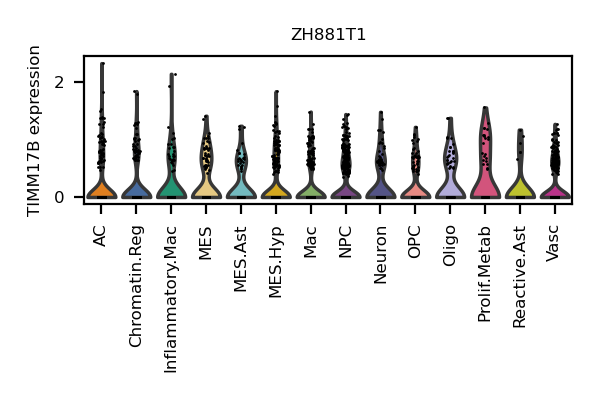 ZH881T1
TIMM17B expression
2
0
AC
Chromatin.Reg
Inflammatory.Mac
MES
MES.Ast
MES.Hyp
Mac
NPC
Neuron
OPC
Oligo
Prolif.Metab
Reactive.Ast
Vasc